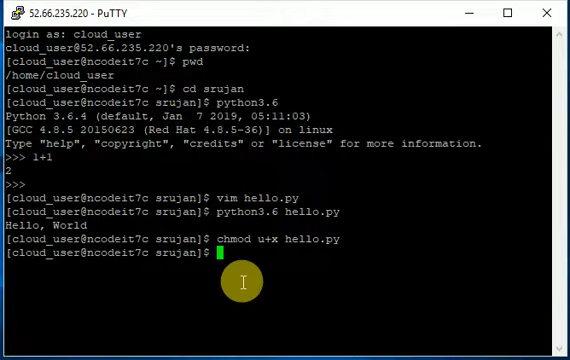 52.66.235.220 - PuTTY
login as: cloud_user
cloud_user@52.66.235.220's password:
[cloud_user@ncodeit7c ~]$ pwd
/home/cloud_user
[cloud_user@ncodeit7c ~]$ cd srujan
[cloud_user@ncodeit7c srujan]$ python3.6
Python 3.6.4 (default, Jan  7 2019, 05:11:03)
[GCC 4.8.5 20150623 (Red Hat 4.8.5-36)] on linux
Type "help", "copyright", "credits" or "license" for more information.
>>> 1+1
2
>>>
[cloud_user@ncodeit7c srujan]$ vim hello.py
[cloud_user@ncodeit7c srujan]$ python3.6 hello.py
Hello, World
[cloud_user@ncodeit7c srujan]$ chmod u+x hello.py
[cloud_user@ncodeit7c srujan]$